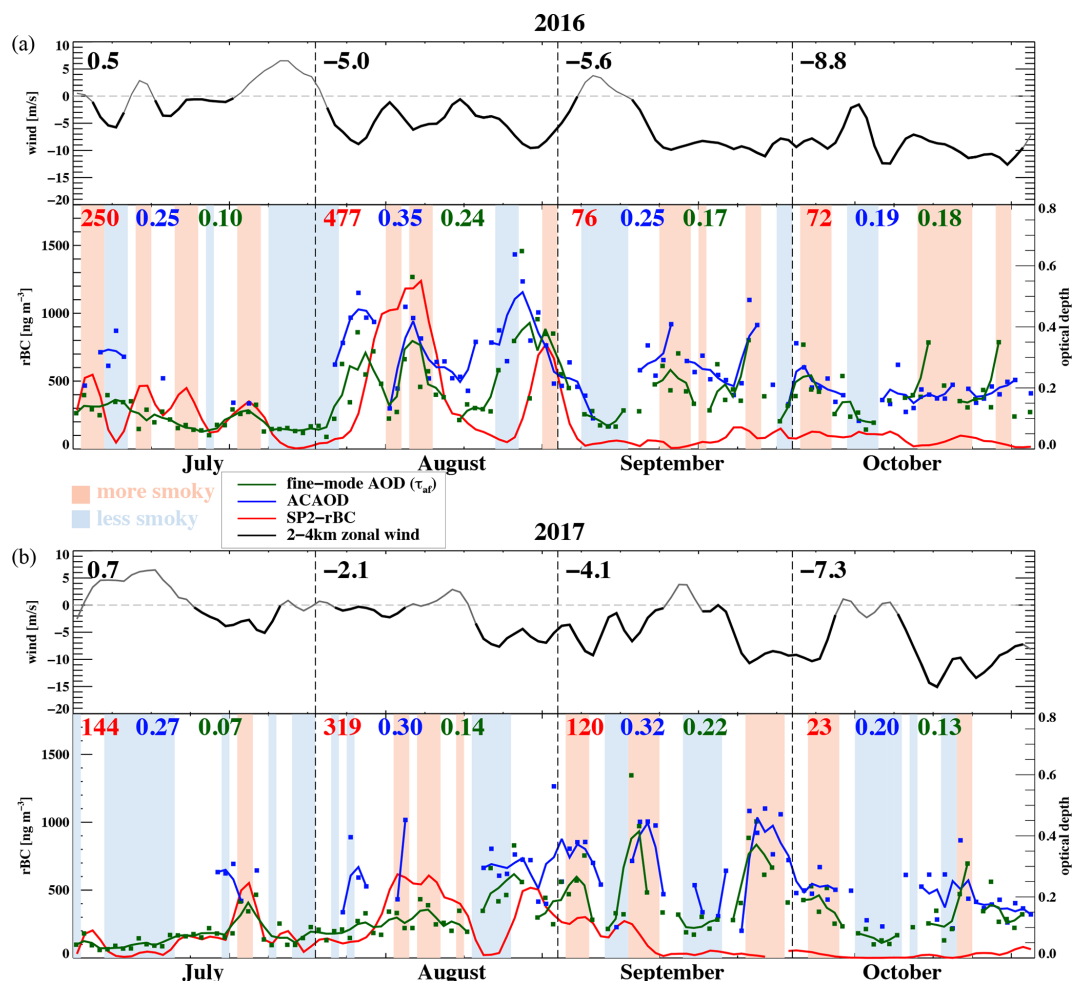 2016
(a)
10
5
0
−5
−10
−15
−20
wind [m/s]
0.5 −5.0 −5.6 −8.8
250 0.25 0.10 477 0.35 0.24 76 0.25 0.17 72 0.19 0.18
1500
1000
500
0
rBC [ng m⁻³]
0.8
0.6
0.4
0.2
0.0
optical depth
July August September October
more smoky
less smoky
fine−mode AOD (τaf)
ACAOD
SP2−rBC
2−4km zonal wind
2017
(b)
10
5
0
−5
−10
−15
−20
wind [m/s]
0.7 −2.1 −4.1 −7.3
144 0.27 0.07 319 0.30 0.14 120 0.32 0.22 23 0.20 0.13
1500
1000
500
0
rBC [ng m⁻³]
0.8
0.6
0.4
0.2
0.0
optical depth
July August September October